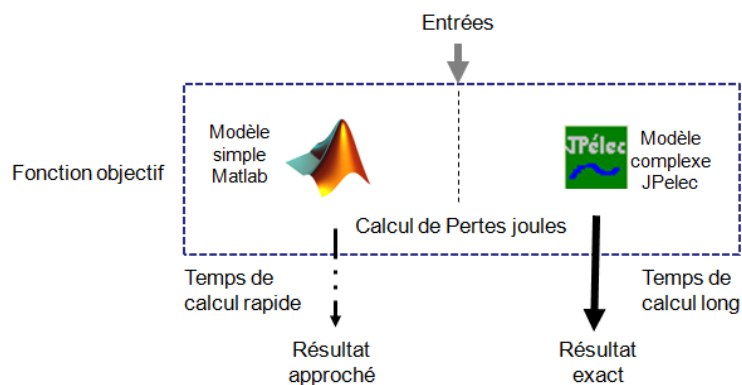 Entrées
Fonction objectif
Modèle
simple
Matlab
JPélec
Modèle
complexe
JPelec
Calcul de Pertes joules
Temps de
calcul rapide
Temps de
calcul long
Résultat
approché
Résultat
exact